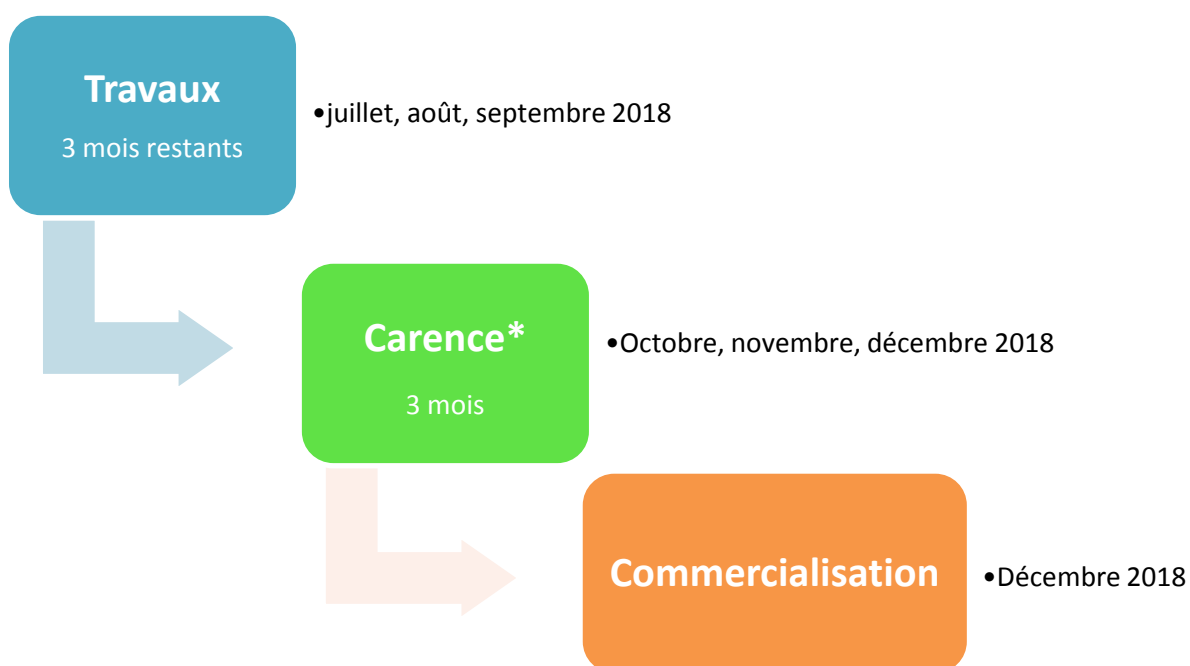 Travaux
3 mois restants
•juillet, août, septembre 2018
Carence*
3 mois
•Octobre, novembre, décembre 2018
Commercialisation
•Décembre 2018